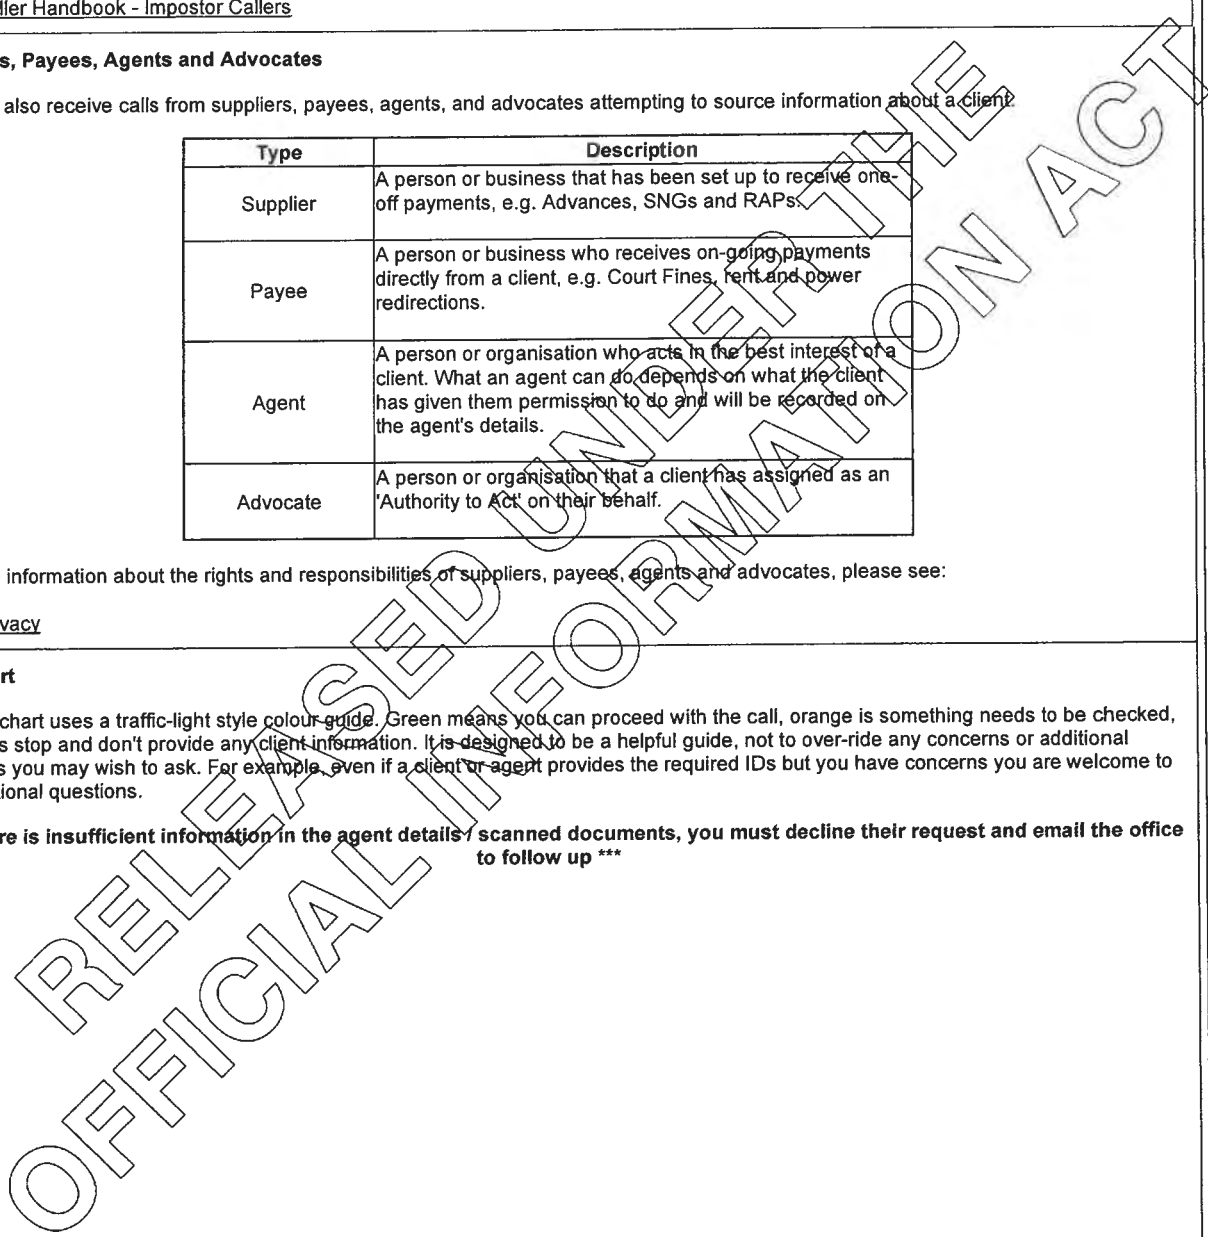 ller Handbook - Impostor Callers
s, Payees, Agents and Advocates
also receive calls from suppliers, payees, agents, and advocates attempting to source information about a client:
Type Description
Supplier A person or business that has been set up to receive one-
off payments, e.g. Advances, SNGs and RAPs.
Payee A person or business who receives on-going payments
directly from a client, e.g. Court Fines, rent and power
redirections.
Agent A person or organisation who acts in the best interest of a
client. What an agent can do depends on what the client
has given them permission to do and will be recorded on
the agent's details.
Advocate A person or organisation that a client has assigned as an
'Authority to Act' on their behalf.
information about the rights and responsibilities of suppliers, payees, agents and advocates, please see:
vacy
rt
chart uses a traffic-light style colour guide. Green means you can proceed with the call, orange is something needs to be checked,
s stop and don't provide any client information. It is designed to be a helpful guide, not to over-ride any concerns or additional
s you may wish to ask. For example, even if a client or agent provides the required IDs but you have concerns you are welcome to
ional questions.
re is insufficient information in the agent details / scanned documents, you must decline their request and email the office
to follow up ***
RELEASED UNDER THE
OFFICIAL INFORMATION ACT